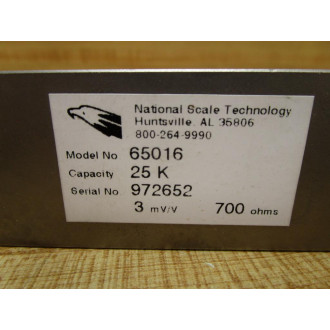 National Scale Technology
Huntsville AL 35806
800-264-9990
Model No 65016
Capacity 25 K
Serial No. 972652
3 mV/V 700 ohms